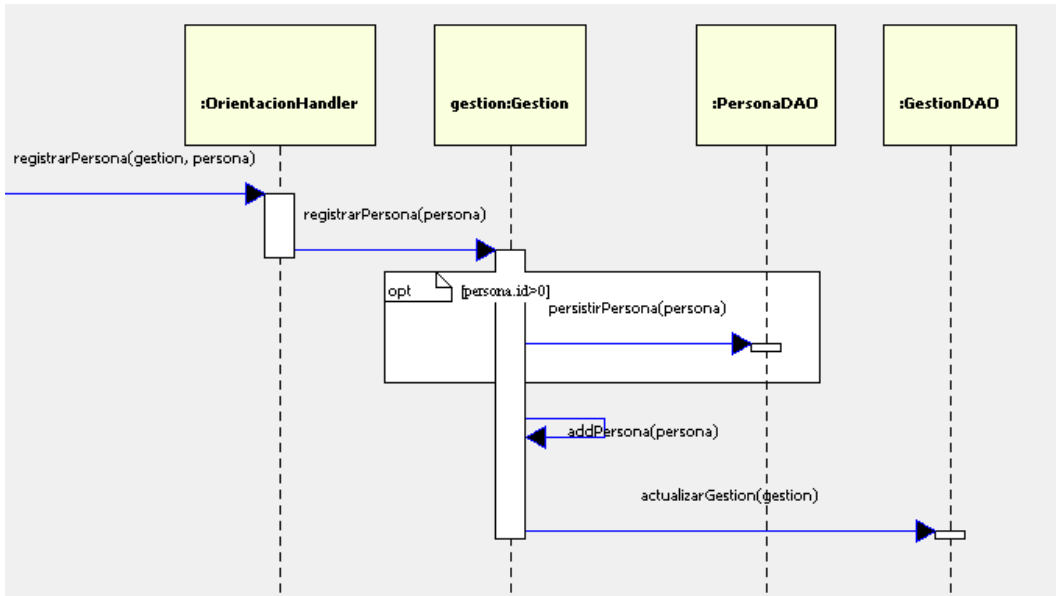 :OrientacionHandler
gestion:Gestion
:PersonaDAO
:GestionDAO
registrarPersona(gestion, persona)
registrarPersona(persona)
opt
[persona.id>0]
persistirPersona(persona)
addPersona(persona)
actualizarGestion(gestion)